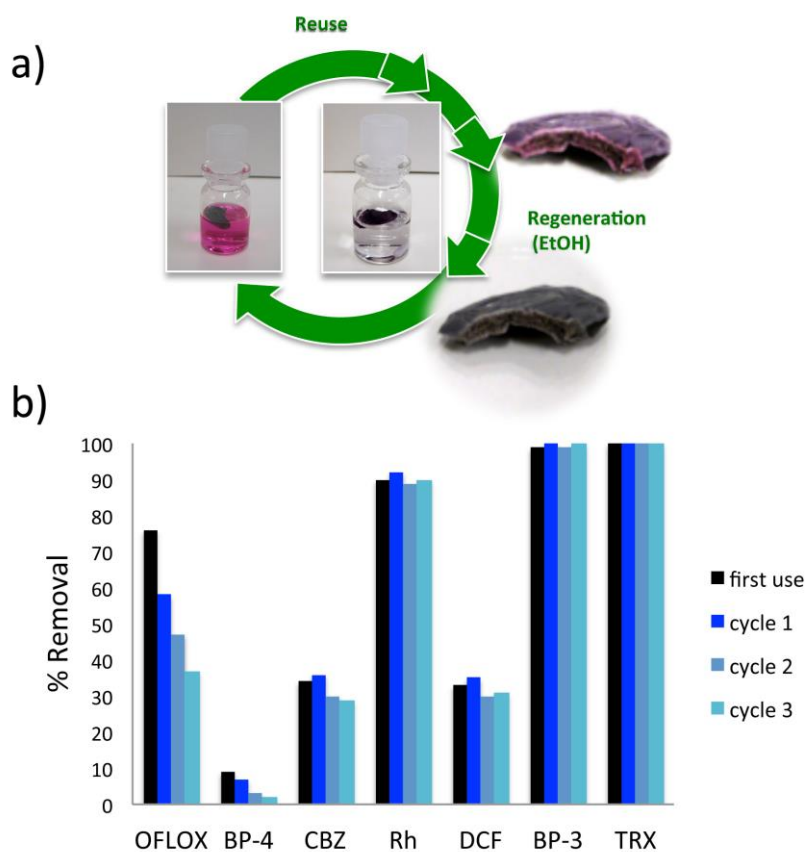 a)
Reuse
Regeneration
(EtOH)
b)
% Removal
100
90
80
70
60
50
40
30
20
10
0
OFLOX BP-4 CBZ Rh DCF BP-3 TRX
first use
cycle 1
cycle 2
cycle 3